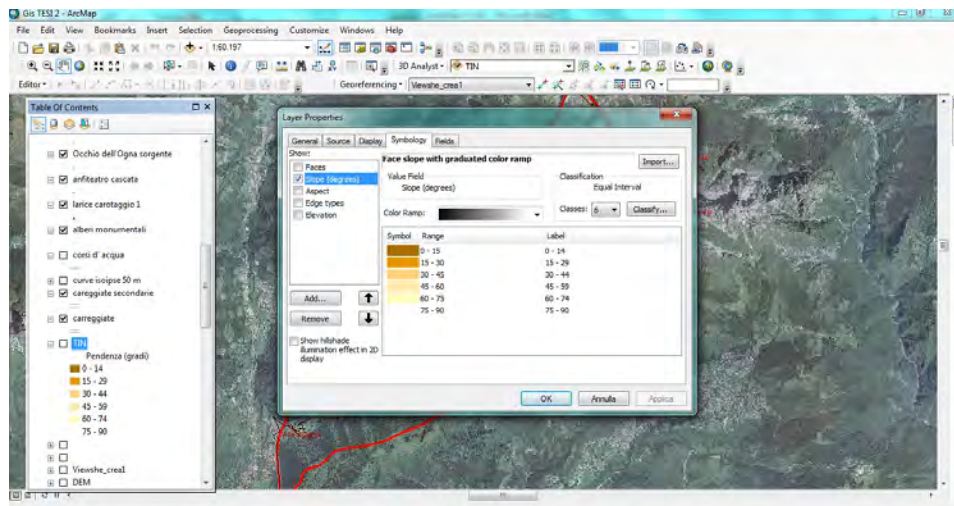 Gis TESI 2 - ArcMap
File Edit View Bookmarks Insert Selection Geoprocessing Customize Windows Help
1:60.197
3D Analyst TIN
Editor Georeferencing Viewshe_crea1
Table Of Contents
Occhio dell'Ogna sorgente
anfiteatro cascata
larice carotaggio 1
alberi monumentali
corsi d' acqua
curve isoipse 50 m
careggiate secondarie
carreggiate
TIN
Pendenza (gradi)
0 - 14
15 - 29
30 - 44
45 - 59
60 - 74
75 - 90
Viewshe_crea1
DEM
Layer Properties
General Source Display Symbology Fields
Show:
Faces
Slope (degrees)
Aspect
Edge types
Elevation
Add...
Remove
Show hillshade
illumination effect in 2D
display
Face slope with graduated color ramp
Import...
Value Field
Slope (degrees)
Classification
Equal Interval
Color Ramp:
Classes: 6 Classify...
Symbol Range Label
0 - 15 0 - 14
15 - 30 15 - 29
30 - 45 30 - 44
45 - 60 45 - 59
60 - 75 60 - 74
75 - 90 75 - 90
OK Annulla Applica